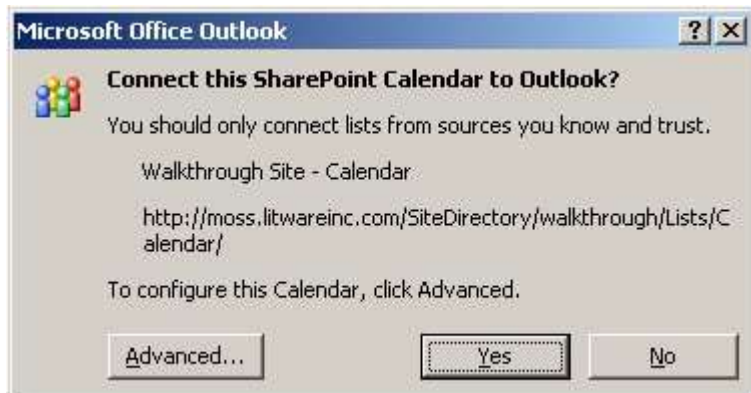 Microsoft Office Outlook
Connect this SharePoint Calendar to Outlook?
You should only connect lists from sources you know and trust.
Walkthrough Site - Calendar
http://moss.litwareinc.com/SiteDirectory/walkthrough/Lists/C
alendar/
To configure this Calendar, click Advanced.
Advanced... Yes No